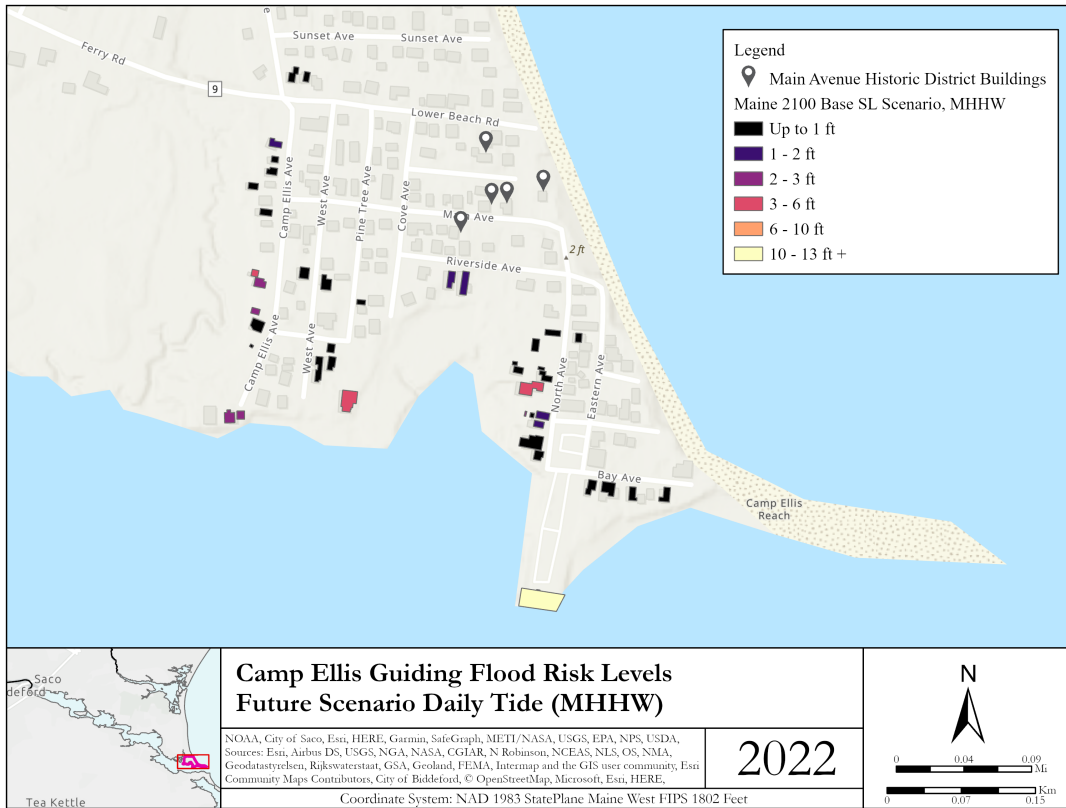 e
Sunset Ave
Sunset Ave
Ferry Rd
9
Lower Beach Rd
Camp Ellis Ave
West Ave
Pine Tree Ave
Cove Ave
Main Ave
2 ft
Riverside Ave
Camp Ellis Ave
West Ave
North Ave
Eastern Ave
Bay Ave
Camp Ellis
Reach
Legend
Main Avenue Historic District Buildings
Maine 2100 Base SL Scenario, MHHW
Up to 1 ft
1 - 2 ft
2 - 3 ft
3 - 6 ft
6 - 10 ft
10 - 13 ft +
Saco
deford
Tea Kettle
Camp Ellis Guiding Flood Risk Levels
Future Scenario Daily Tide (MHHW)
NOAA, City of Saco, Esri, HERE, Garmin, SafeGraph, METI/NASA, USGS, EPA, NPS, USDA,
Sources: Esri, Airbus DS, USGS, NGA, NASA, CGIAR, N Robinson, NCEAS, NLS, OS, NMA,
Geodatastyrelsen, Rijkswaterstaat, GSA, Geoland, FEMA, Intermap and the GIS user community, Esri
Community Maps Contributors, City of Biddeford, © OpenStreetMap, Microsoft, Esri, HERE,
2022
Coordinate System: NAD 1983 StatePlane Maine West FIPS 1802 Feet
N
0 0.04 0.09
Mi
Km
0 0.07 0.15